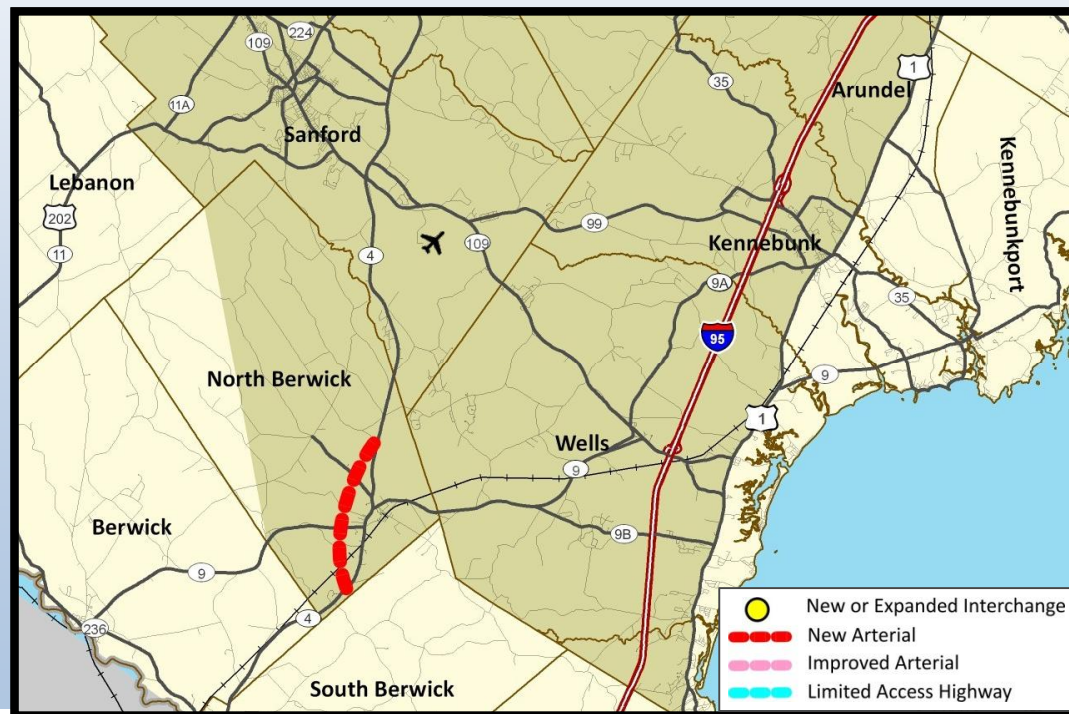 109
224
1
35
Arundel
11A
Sanford
Kennebunkport
Lebanon
202
11
99
Kennebunk
4
109
9A
35
95
North Berwick
9
1
Wells
9
Berwick
9B
9
4
236
South Berwick
New or Expanded Interchange
New Arterial
Improved Arterial
Limited Access Highway